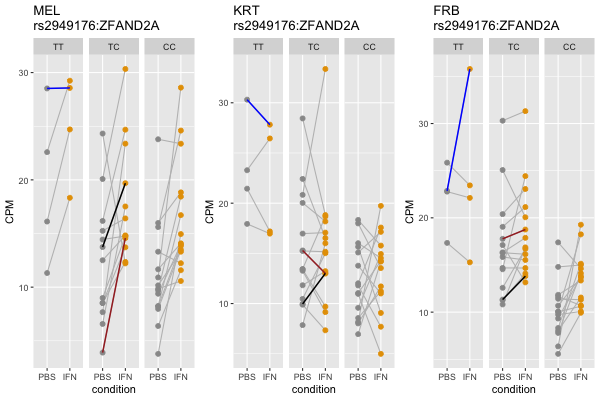 MEL
rs2949176:ZFAND2A
TT TC CC
30
20
10
CPM
PBS IFN PBS IFN PBS IFN
condition
KRT
rs2949176:ZFAND2A
TT TC CC
30
20
10
CPM
PBS IFN PBS IFN PBS IFN
condition
FRB
rs2949176:ZFAND2A
TT TC CC
30
20
10
CPM
PBS IFN PBS IFN PBS IFN
condition